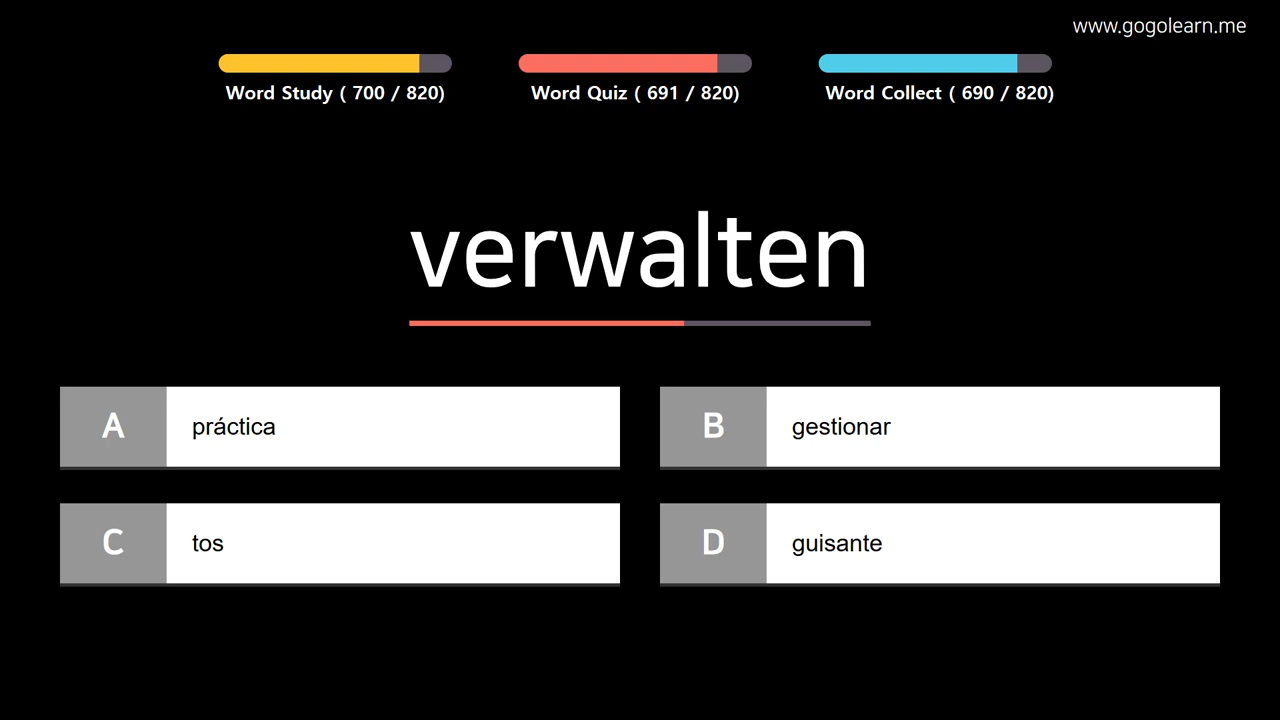 www.gogolearn.me
Word Study ( 700 / 820)
Word Quiz ( 691 / 820)
Word Collect ( 690 / 820)
verwalten
A
práctica
B
gestionar
C
tos
D
guisante